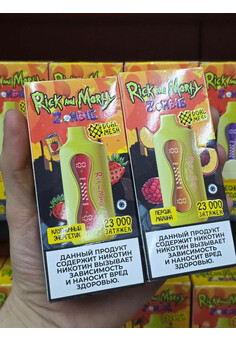 Rick and Morty
ZOMBIE
DUAL
MESH
КЛУБНИЧНЫЙ
ЭНЕРГЕТИК
23 000
ЗАТЯЖЕК
ДАННЫЙ ПРОДУКТ
СОДЕРЖИТ НИКОТИН
НИКОТИН ВЫЗЫВАЕТ
ЗАВИСИМОСТЬ
И НАНОСИТ ВРЕД
ЗДОРОВЬЮ.
Rick and Morty
ZOMBIE
DUAL
MESH
ПЕРСИК
МАЛИНА
23 000
ЗАТЯЖЕК
ДАННЫЙ ПРОДУКТ
СОДЕРЖИТ НИКОТИН
НИКОТИН ВЫЗЫВАЕТ
ЗАВИСИМОСТЬ
И НАНОСИТ ВРЕД
ЗДОРОВЬЮ.